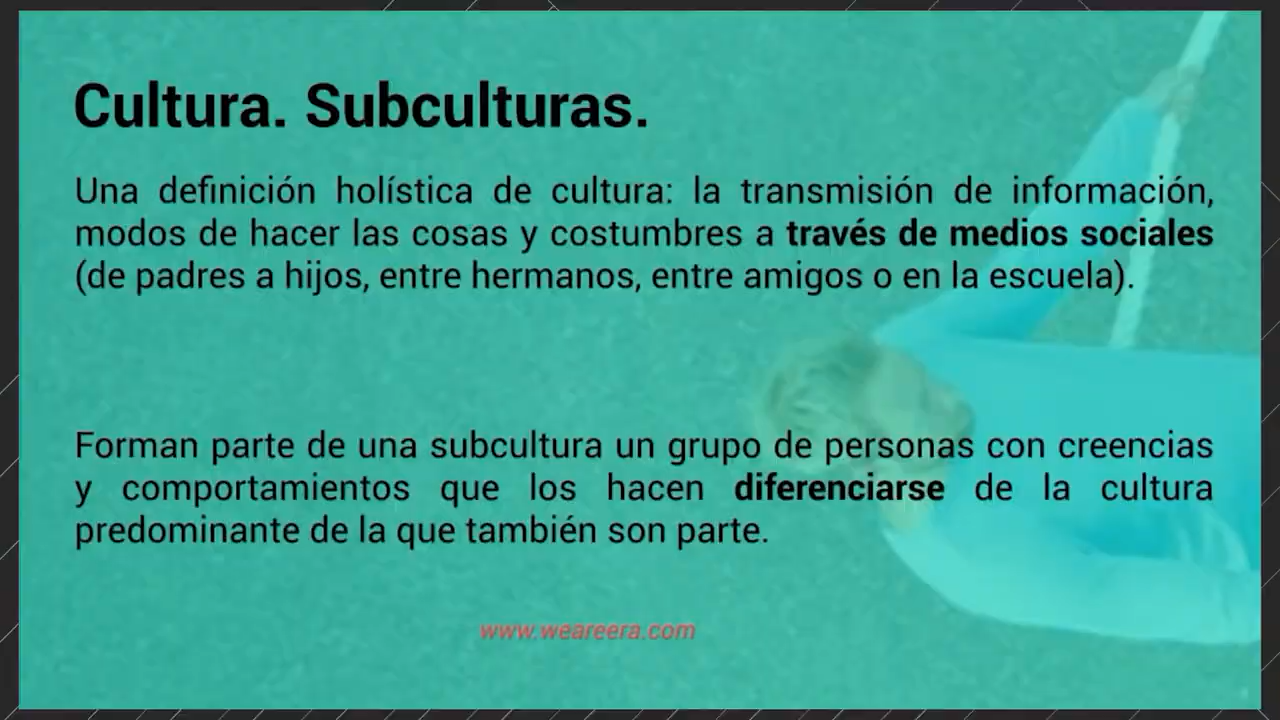 Cultura. Subculturas.
Una definición holística de cultura: la transmisión de información,
modos de hacer las cosas y costumbres a través de medios sociales
(de padres a hijos, entre hermanos, entre amigos o en la escuela).
Forman parte de una subcultura un grupo de personas con creencias
y comportamientos que los hacen diferenciarse de la cultura
predominante de la que también son parte.
www.weareera.com